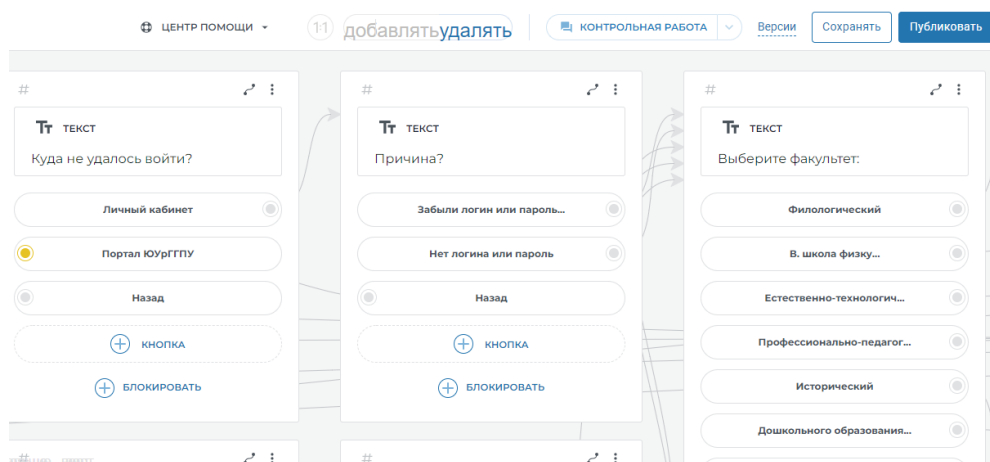 ЦЕНТР ПОМОЩИ
1:1
добавлятьудалять
КОНТРОЛЬНАЯ РАБОТА
Версии
Сохранять
Публиковать
#
ТЕКСТ
Куда не удалось войти?
Личный кабинет
Портал ЮУрГГПУ
Назад
КНОПКА
БЛОКИРОВАТЬ
#
ТЕКСТ
Причина?
Забыли логин или пароль...
Нет логина или пароль
Назад
КНОПКА
БЛОКИРОВАТЬ
#
ТЕКСТ
Выберите факультет:
Филологический
В. школа физку...
Естественно-технологич...
Профессионально-педагог...
Исторический
Дошкольного образования...
#
#